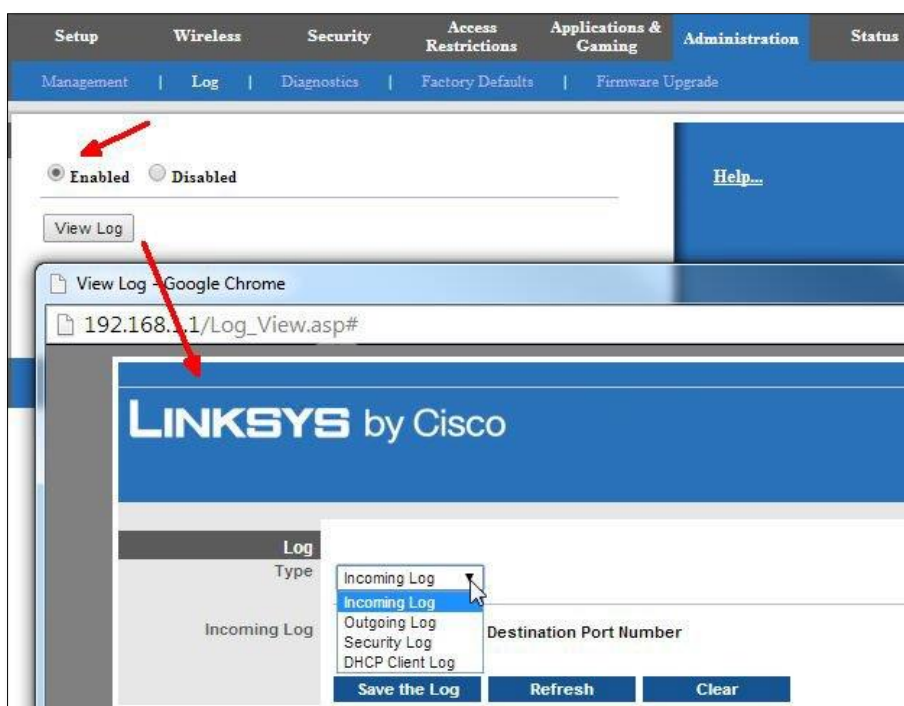 Setup Wireless Security Access Restrictions Applications & Gaming Administration Status
Management | Log | Diagnostics | Factory Defaults | Firmware Upgrade
Enabled Disabled
Help...
View Log
View Log - Google Chrome
192.168.1.1/Log_View.asp#
LINKSYS by Cisco
Log
Type
Incoming Log
Incoming Log
Outgoing Log
Security Log
DHCP Client Log
Incoming Log
Destination Port Number
Save the Log Refresh Clear